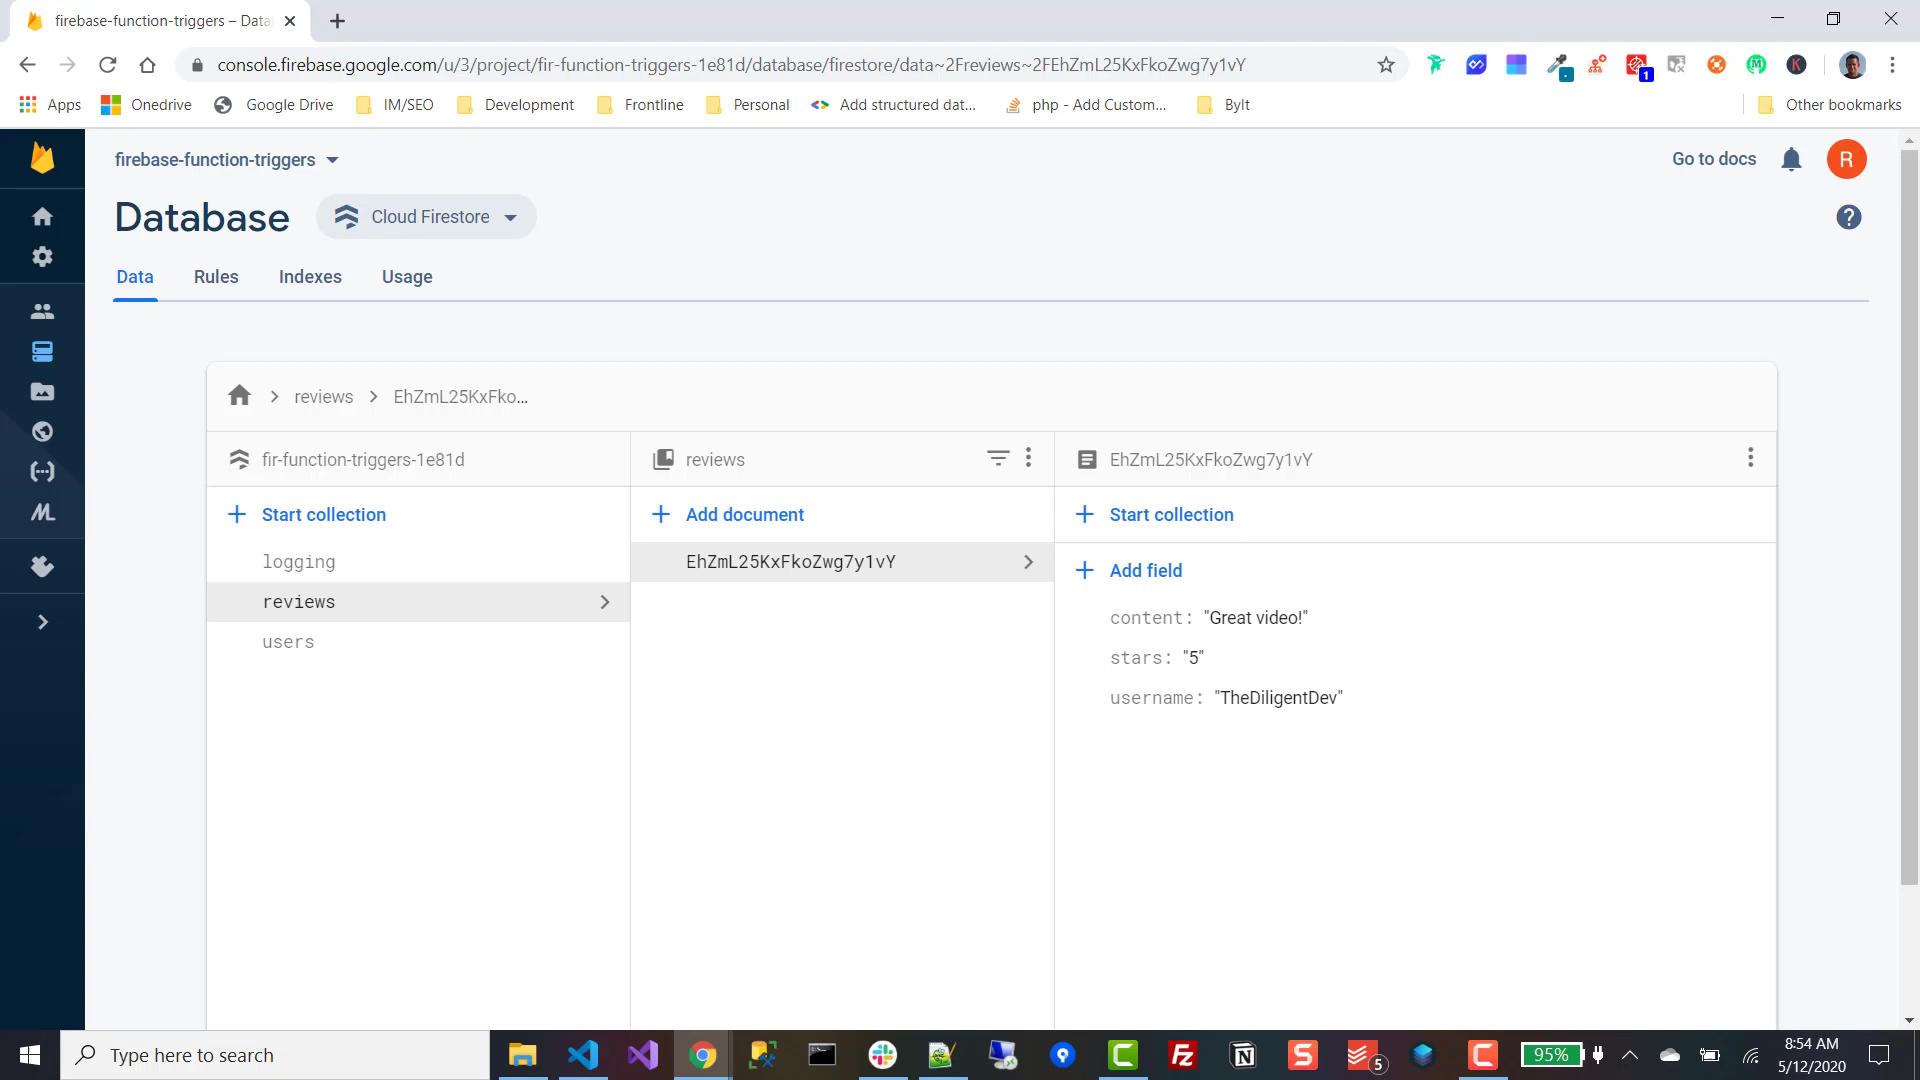 firebase-function-triggers – Data
console.firebase.google.com/u/3/project/fir-function-triggers-1e81d/database/firestore/data~2Freviews~2FEhZmL25KxFkoZwg7y1vY
1
K
Apps
Onedrive
Google Drive
IM/SEO
Development
Frontline
Personal
Add structured dat...
php - Add Custom...
Bylt
Other bookmarks
firebase-function-triggers
Go to docs
R
Database
Cloud Firestore
Data
Rules
Indexes
Usage
reviews
EhZmL25KxFko...
fir-function-triggers-1e81d
reviews
EhZmL25KxFkoZwg7y1vY
Start collection
Add document
Start collection
logging
reviews
users
EhZmL25KxFkoZwg7y1vY
Add field
content: "Great video!"
stars: "5"
username: "TheDiligentDev"
Type here to search
5
95%
8:54 AM
5/12/2020